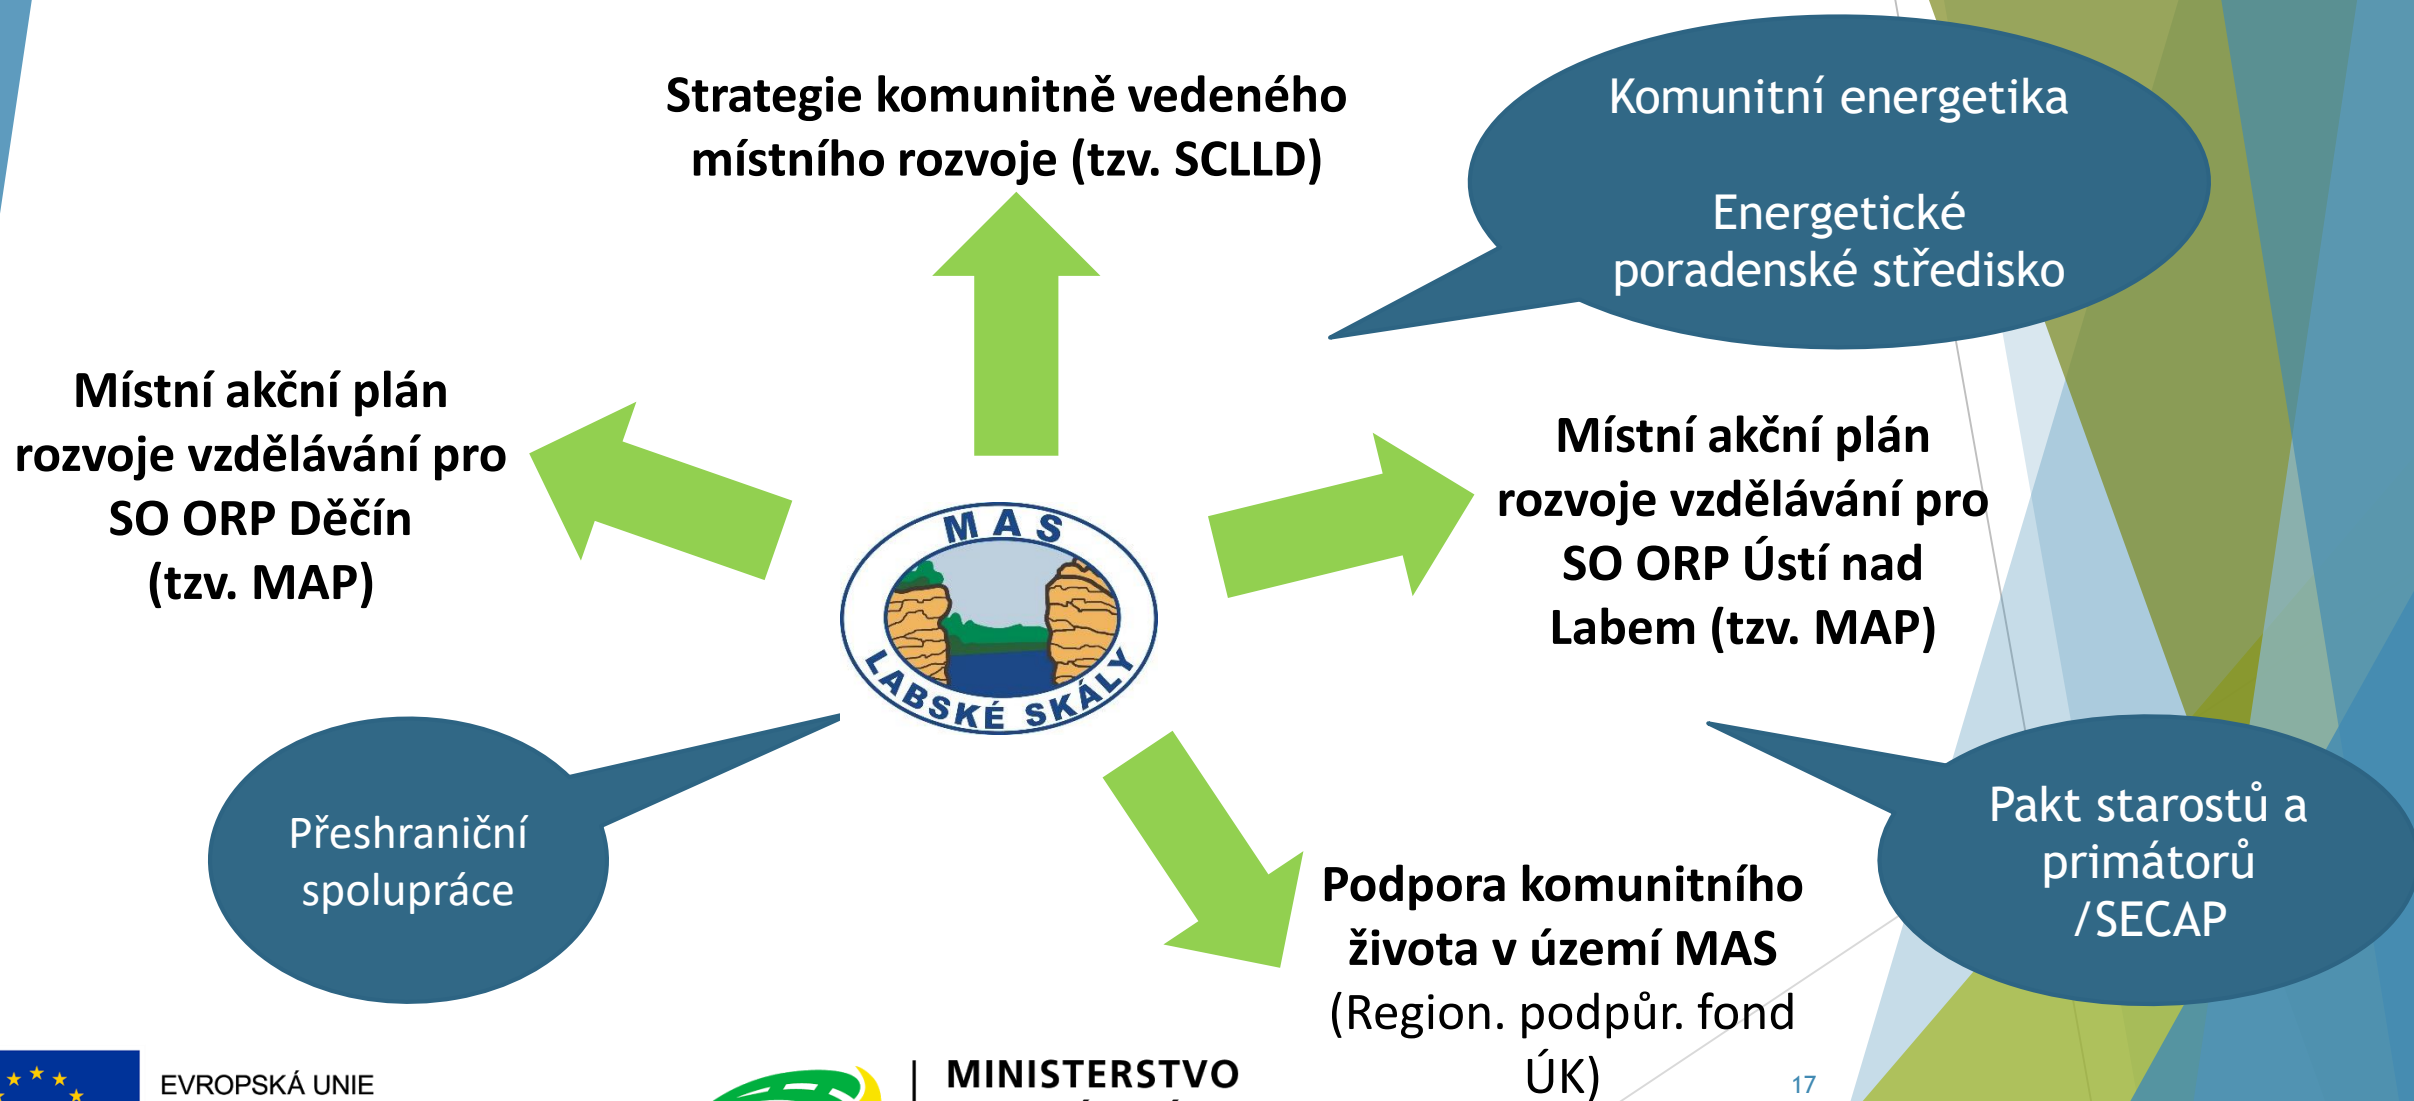 Strategie komunitně vedeného
místního rozvoje (tzv. SCLLD)
Komunitní energetika
Energetické
poradenské středisko
Místní akční plán
rozvoje vzdělávání pro
SO ORP Děčín
(tzv. MAP)
Místní akční plán
rozvoje vzdělávání pro
SO ORP Ústí nad
Labem (tzv. MAP)
MAS
LABSKÉ SKÁLY
Přeshraniční
spolupráce
Pakt starostů a
primátorů
/SECAP
Podpora komunitního
života v území MAS
(Region. podpůr. fond
ÚK)
EVROPSKÁ UNIE
MINISTERSTVO
17